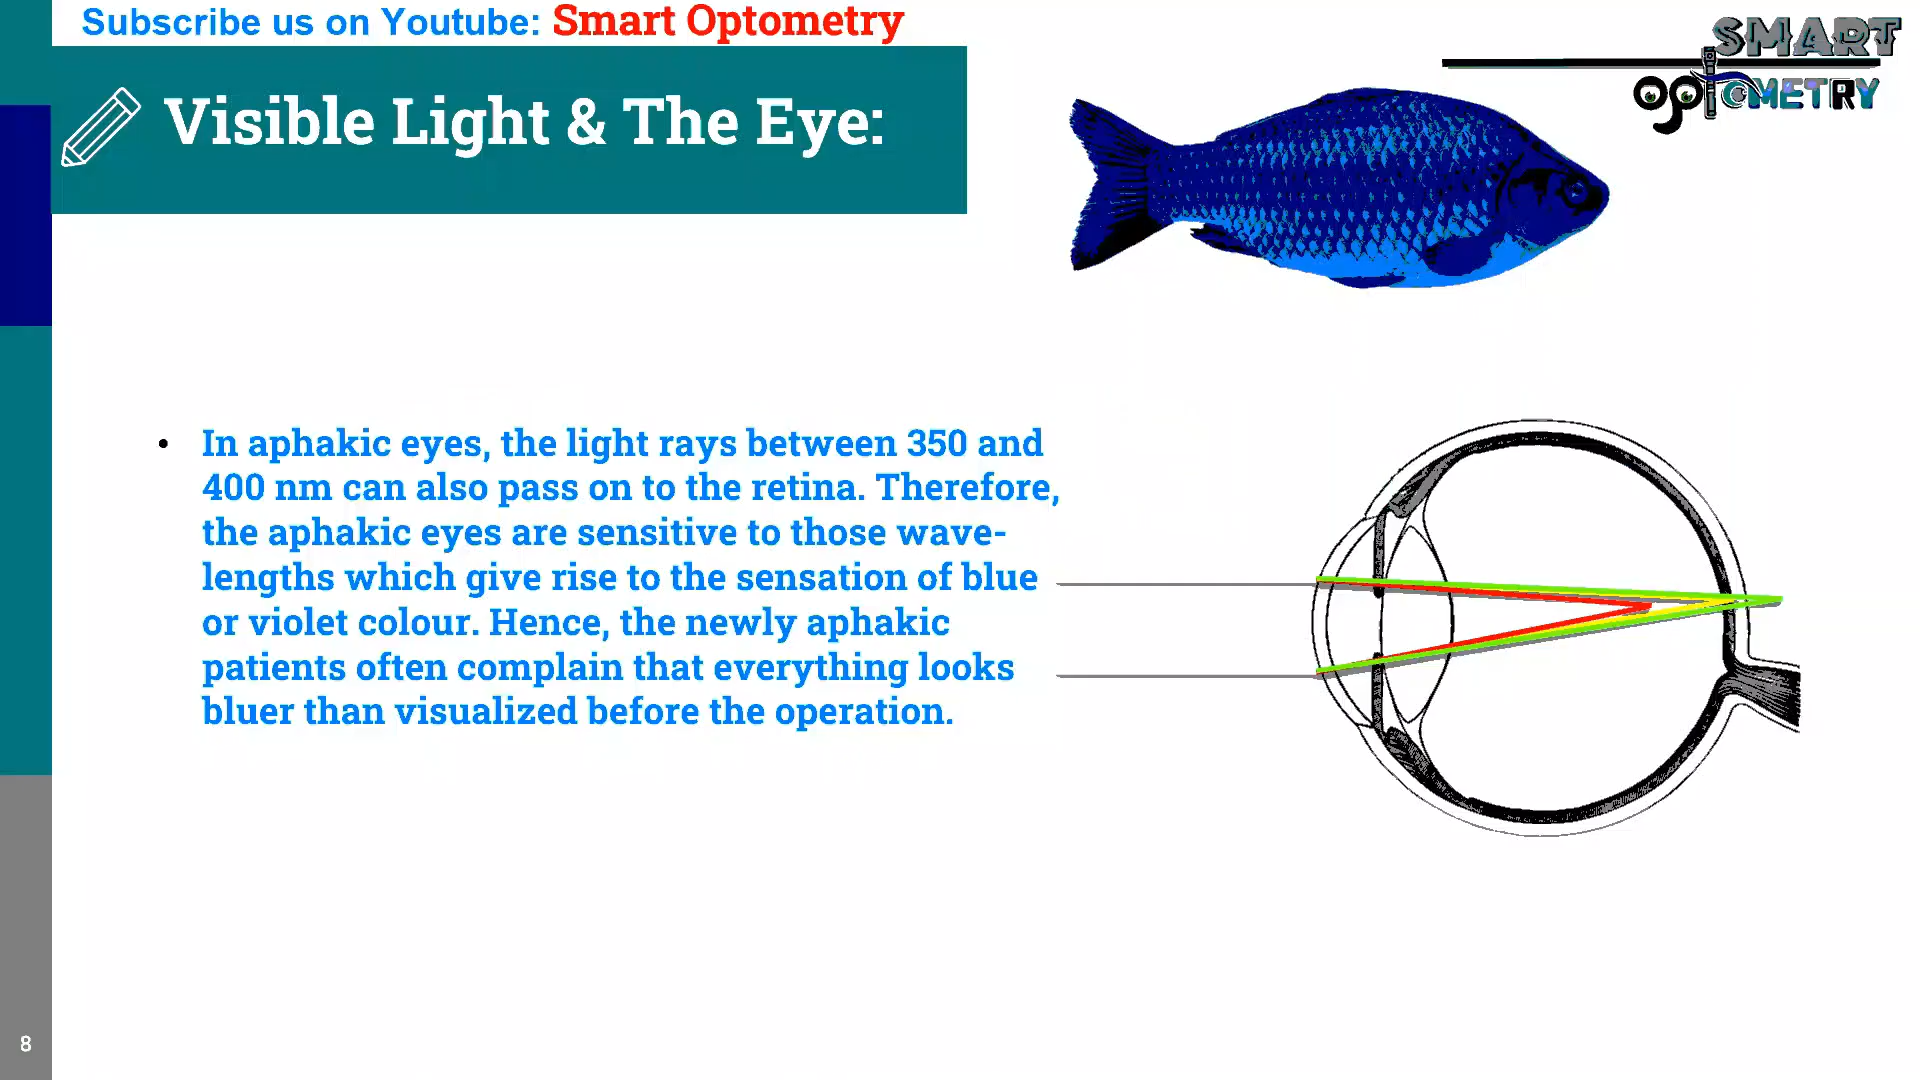 Subscribe us on Youtube: Smart Optometry
SMART
OPTOMETRY
Visible Light & The Eye:
• In aphakic eyes, the light rays between 350 and
400 nm can also pass on to the retina. Therefore,
the aphakic eyes are sensitive to those wave-
lengths which give rise to the sensation of blue
or violet colour. Hence, the newly aphakic
patients often complain that everything looks
bluer than visualized before the operation.
8